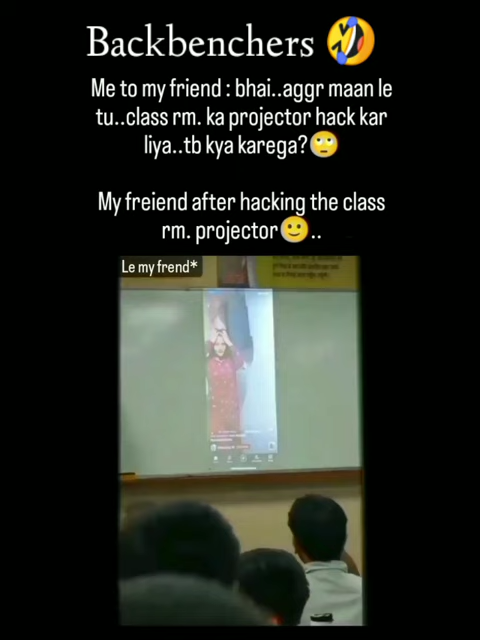 Backbenchers 🤣
Me to my friend : bhai..aggr maan le
tu..class rm. ka projector hack kar
liya..tb kya karega?🙄
My freiend after hacking the class
rm. projector🙂..
Le my frend*